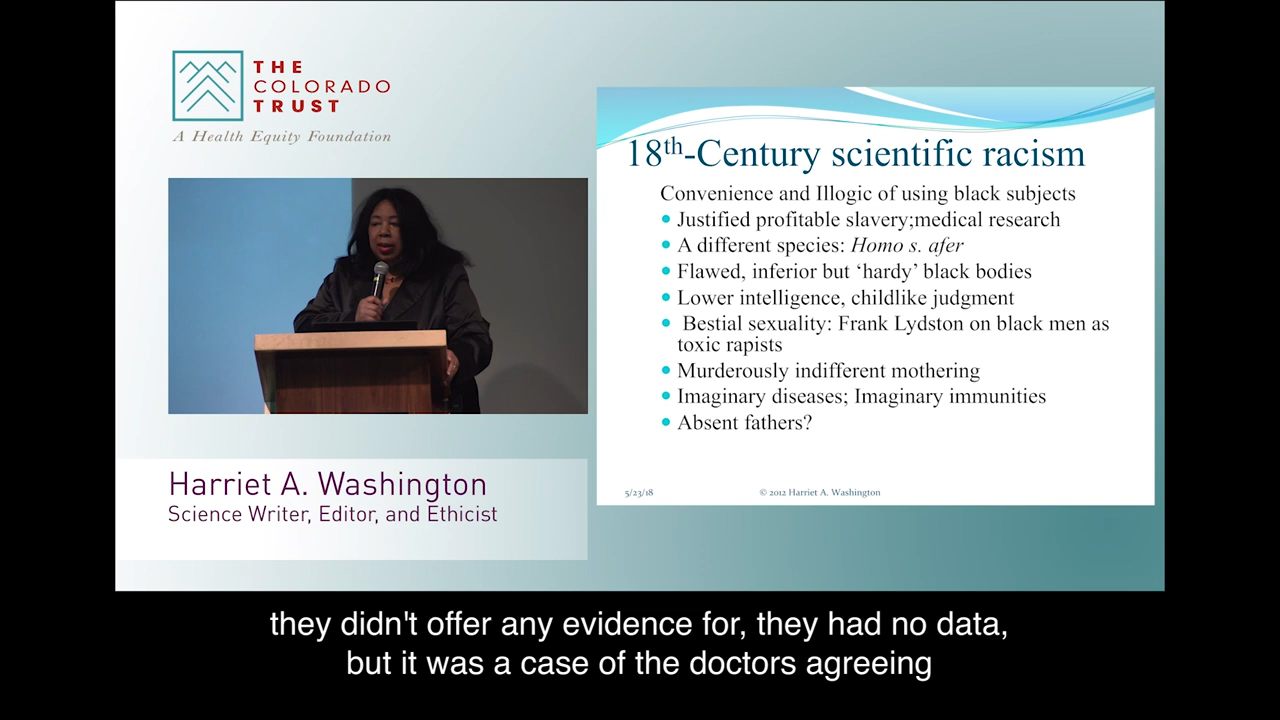 THE
COLORADO
TRUST
A Health Equity Foundation
18th-Century scientific racism
Convenience and Illogic of using black subjects
• Justified profitable slavery;medical research
• A different species: Homo s. afer
• Flawed, inferior but ‘hardy’ black bodies
• Lower intelligence, childlike judgment
• Bestial sexuality: Frank Lydston on black men as
toxic rapists
• Murderously indifferent mothering
• Imaginary diseases; Imaginary immunities
• Absent fathers?
5/23/18
© 2012 Harriet A. Washington
Harriet A. Washington
Science Writer, Editor, and Ethicist
they didn't offer any evidence for, they had no data,
but it was a case of the doctors agreeing